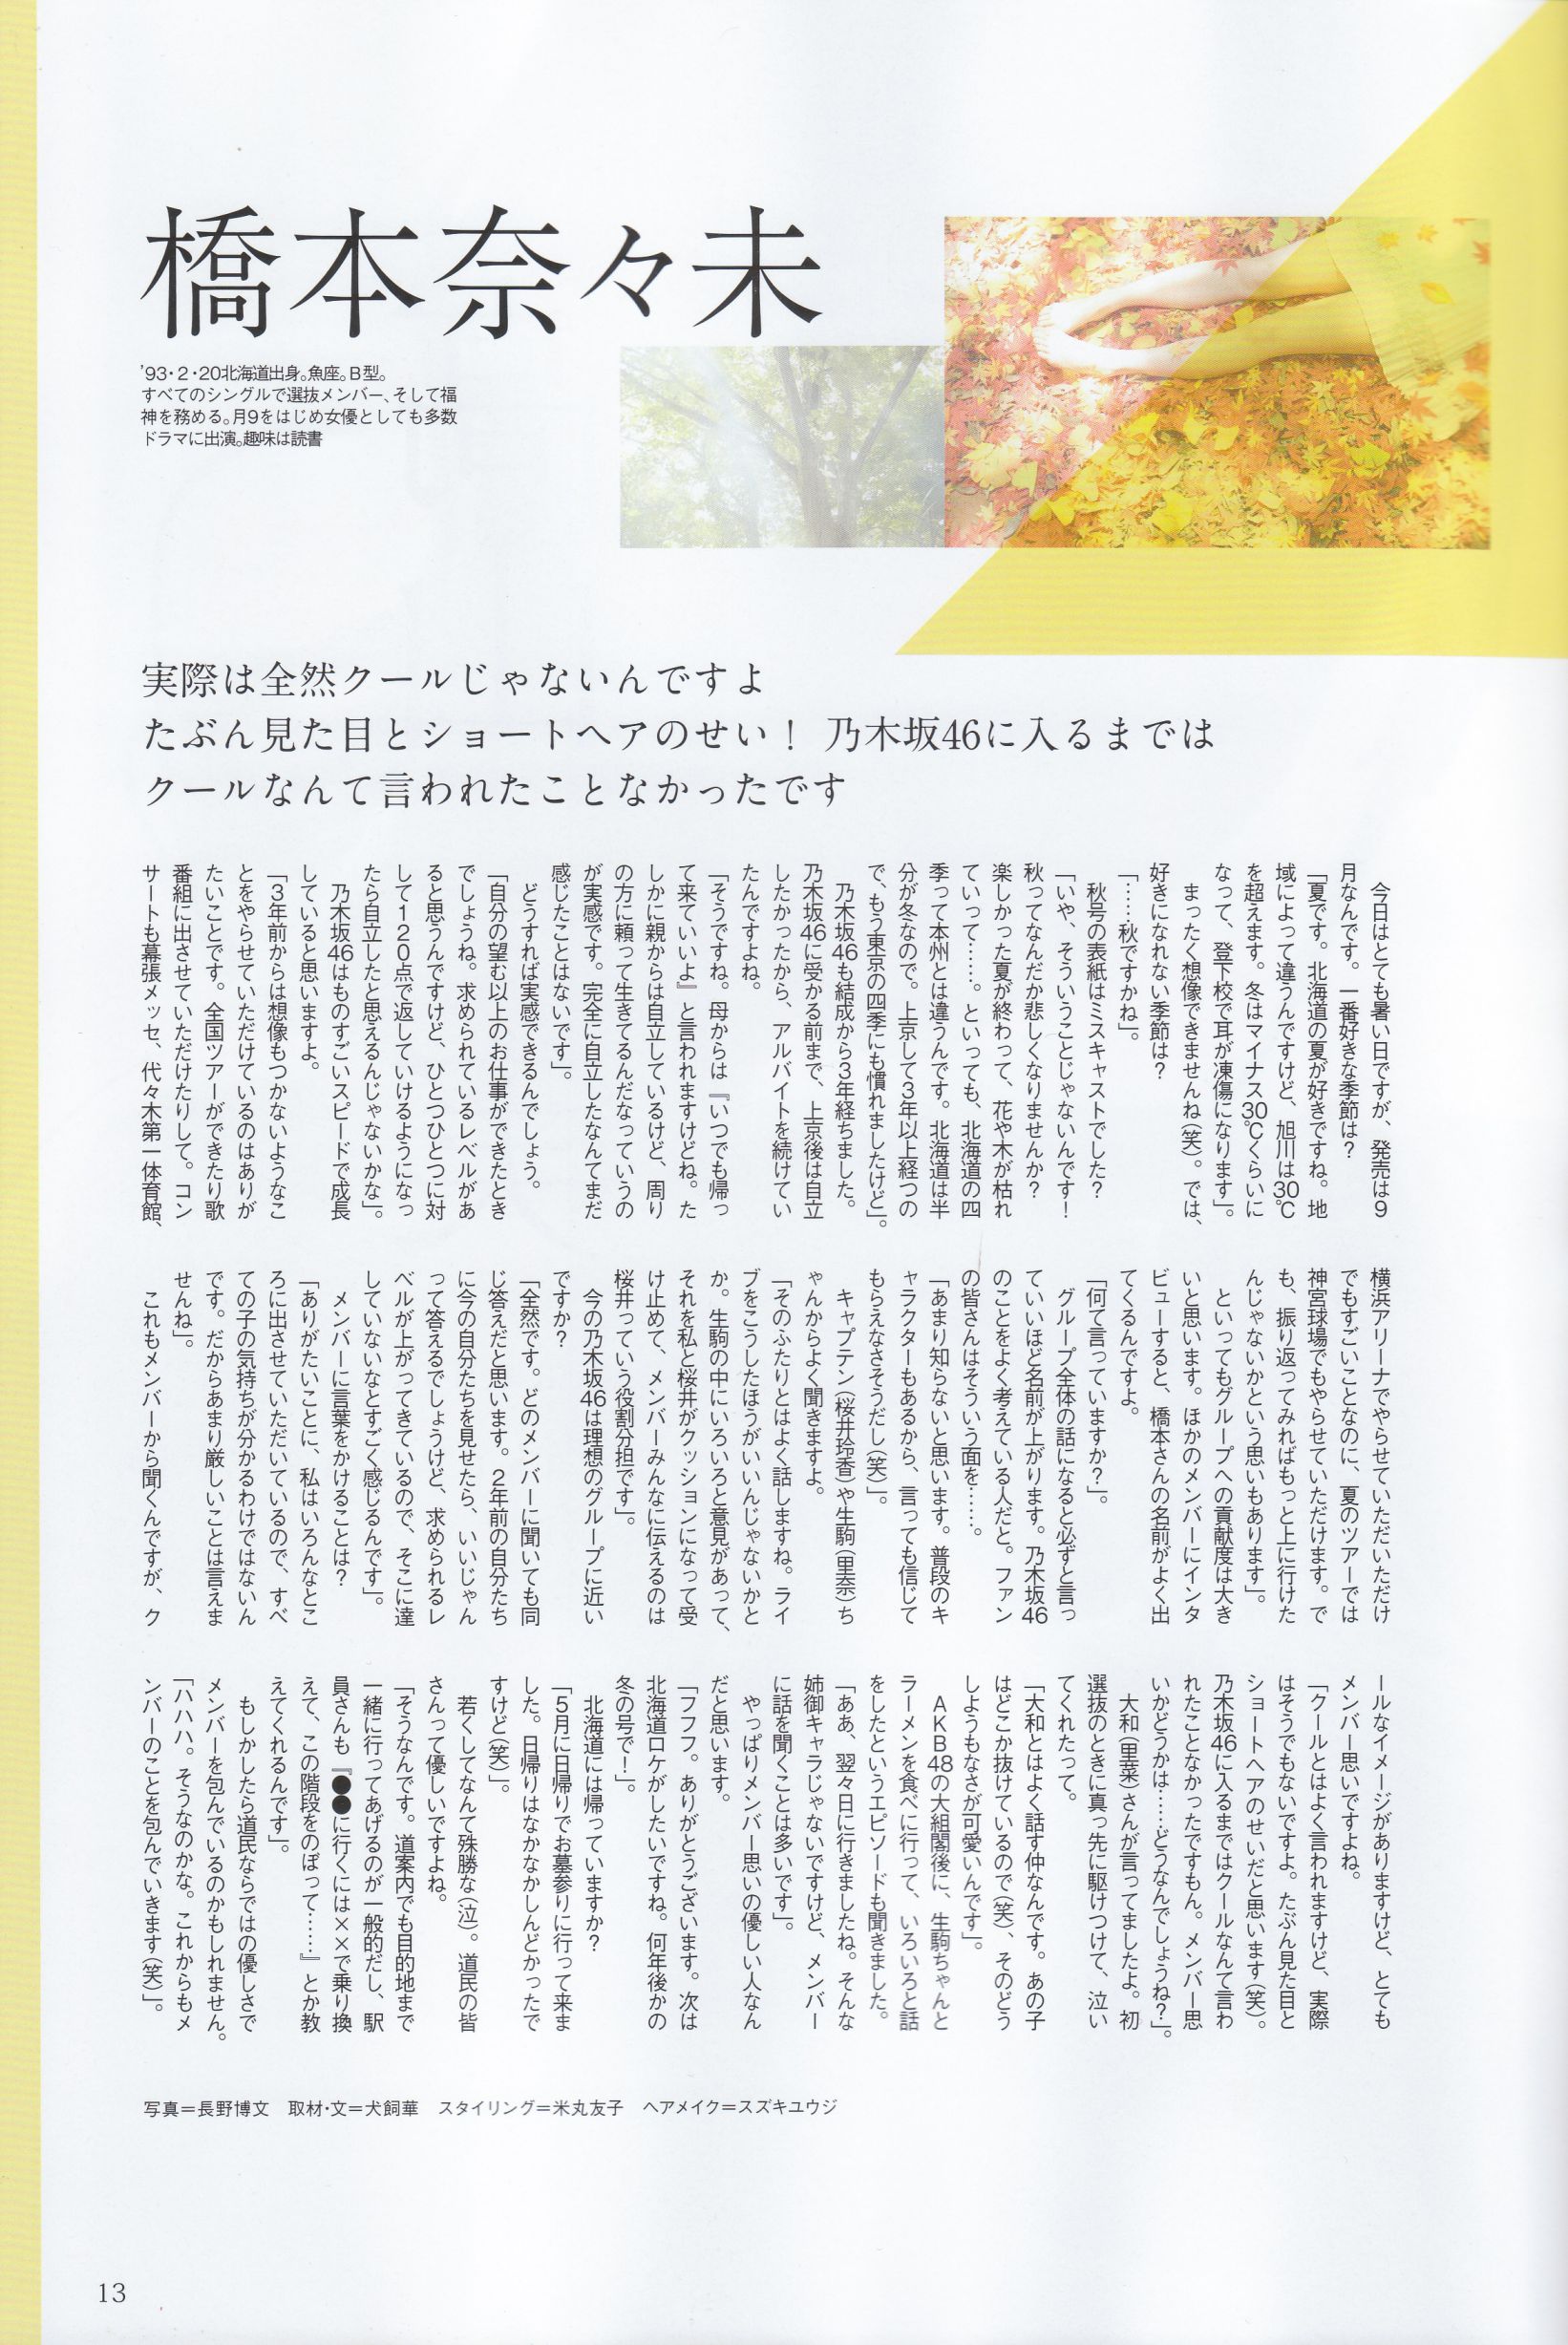 橋本奈々未
'93・2・20北海道出身。魚座。B型。
すべてのシングルで選抜メンバー、そして福
神を務める。月9をはじめ女優としても多数
ドラマに出演。趣味は読書
実際は全然クールじゃないんですよ
たぶん見た目とショートヘアのせい！ 乃木坂46に入るまでは
クールなんて言われたことなかったです
今日はとても暑い日ですが、発売は９
月なんです。一番好きな季節は？
「夏です。北海道の夏が好きですね。地
域によって違うんですけど、旭川は30℃
を超えます。冬はマイナス30℃くらいに
なって、登下校で耳が凍傷になります」。
まったく想像できませんね（笑）。では、
好きになれない季節は？
「……秋ですかね」。
秋号の表紙はミスキャストでした？
「いや、そういうことじゃないんです！
秋ってなんだか悲しくなりませんか？
楽しかった夏が終わって、花や木が枯れ
ていって……。といっても、北海道の四
季って本州とは違うんです。北海道は半
分が冬なので。上京して３年以上経つの
で、もう東京の四季にも慣れましたけど」。
乃木坂46も結成から３年経ちました。
乃木坂46に受かる前まで、上京後は自立
したかったから、アルバイトを続けてい
たんですよね。
「そうですね。母からは『いつでも帰っ
て来ていいよ』と言われますけどね。た
しかに親からは自立しているけど、周り
の方に頼って生きてるんだなっていうの
が実感です。完全に自立したなんてまだ
感じたことはないです」。
どうすれば実感できるんでしょう。
「自分の望む以上のお仕事ができたとき
でしょうね。求められているレベルがあ
ると思うんですけど、ひとつひとつに対
して１２０点で返していけるようになっ
たら自立したと思えるんじゃないかな」。
乃木坂46はものすごいスピードで成長
していると思いますよ。
「３年前からは想像もつかないようなこ
とをやらせていただけているのはありが
たいことです。全国ツアーができたり歌
番組に出させていただけたりして。コン
サートも幕張メッセ、代々木第一体育館、
横浜アリーナでやらせていただいただけ
でもすごいことなのに、夏のツアーでは
神宮球場でもやらせていただけます。で
も、振り返ってみればもっと上に行けた
んじゃないかという思いもあります」。
といってもグループへの貢献度は大き
いと思います。ほかのメンバーにインタ
ビューすると、橋本さんの名前がよく出
てくるんですよ。
「何て言っていますか？」。
グループ全体の話になると必ずと言っ
ていいほど名前が上がります。乃木坂46
のことをよく考えている人だと。ファン
の皆さんはそういう面を……。
「あまり知らないと思います。普段のキ
ャラクターもあるから、言っても信じて
もらえなさそうだし（笑）」。
キャプテン（桜井玲香）や生駒（里奈）ち
ゃんからよく聞きますよ。
「そのふたりとはよく話しますね。ライ
ブをこうしたほうがいいんじゃないかと
か。生駒の中にいろいろと意見があって、
それを私と桜井がクッションになって受
け止めて、メンバーみんなに伝えるのは
桜井っていう役割分担です」。
今の乃木坂46は理想のグループに近い
ですか？
「全然です。どのメンバーに聞いても同
じ答えだと思います。２年前の自分たち
に今の自分たちを見せたら、いいじゃん
って答えるでしょうけど、求められるレ
ベルが上がってきているので、そこに達
していないなとすごく感じるんです」。
メンバーに言葉をかけることは？
「ありがたいことに、私はいろんなとこ
ろに出させていただいているので、すべ
ての子の気持ちが分かるわけではないん
です。だからあまり厳しいことは言えま
せんね」。
これもメンバーから聞くんですが、ク
ールなイメージがありますけど、とても
メンバー思いですよね。
「クールとはよく言われますけど、実際
はそうでもないですよ。たぶん見た目と
ショートヘアのせいだと思います（笑）。
乃木坂46に入るまではクールなんて言わ
れたことなかったですもん。メンバー思
いかどうかは……どうなんでしょうね？」。
大和（里菜）さんが言ってましたよ。初
選抜のときに真っ先に駆けつけて、泣い
てくれたって。
「大和とはよく話す仲なんです。あの子
はどこか抜けているので（笑）、そのどう
しようもなさが可愛いんです」。
ＡＫＢ48の大組閣後に、生駒ちゃんと
ラーメンを食べに行って、いろいろと話
をしたというエピソードも聞きました。
「ああ、翌々日に行きましたね。そんな
姉御キャラじゃないですけど、メンバー
に話を聞くことは多いです」。
やっぱりメンバー思いの優しい人なん
だと思います。
「フフフ。ありがとうございます。次は
北海道ロケがしたいですね。何年後かの
冬の号で！」。
北海道には帰っていますか？
「５月に日帰りでお墓参りに行って来ま
した。日帰りはなかなかしんどかったで
すけど（笑）」。
若くしてなんて殊勝な（泣）。道民の皆
さんって優しいですよね。
「そうなんです。道案内でも目的地まで
一緒に行ってあげるのが一般的だし、駅
員さんも『●●に行くには××で乗り換
えて、この階段をのぼって……』とか教
えてくれるんです」。
もしかしたら道民ならではの優しさで
メンバーを包んでいるのかもしれません。
「ハハハ。そうなのかな。これからもメ
ンバーのことを包んでいきます（笑）」。
写真＝長野博文　取材・文＝犬飼華　スタイリング＝米丸友子　ヘアメイク＝スズキユウジ
13